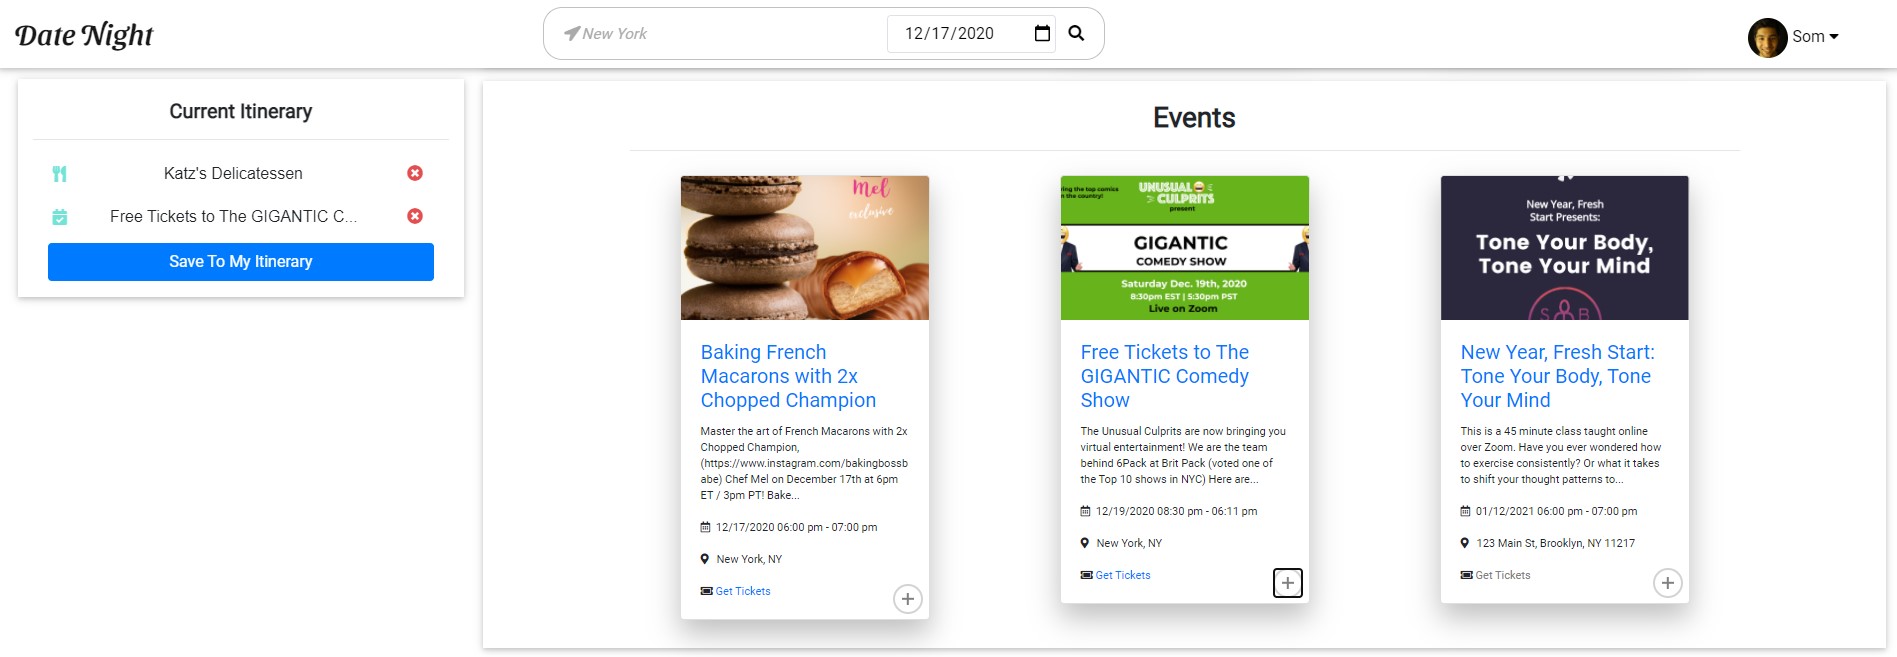 Date Night
New York
12/17/2020
Som
Current Itinerary
Katz's Delicatessen
Free Tickets to The GIGANTIC C...
Save To My Itinerary
Events
Mel
exclusive
Baking French
Macarons with 2x
Chopped Champion
Master the art of French Macarons with 2x
Chopped Champion,
(https://www.instagram.com/bakingbossb
abe) Chef Mel on December 17th at 6pm
ET / 3pm PT! Bake...
12/17/2020 06:00 pm - 07:00 pm
New York, NY
Get Tickets
ing the top comics
the country!
UNUSUAL
CULPRITS
present
GIGANTIC
COMEDY SHOW
Saturday Dec. 19th, 2020
8:30pm EST | 5:30pm PST
Live on Zoom
Free Tickets to The
GIGANTIC Comedy
Show
The Unusual Culprits are now bringing you
virtual entertainment! We are the team
behind 6Pack at Brit Pack (voted one of
the Top 10 shows in NYC) Here are...
12/19/2020 08:30 pm - 06:11 pm
New York, NY
Get Tickets
New Year, Fresh
Start Presents:
Tone Your Body,
Tone Your Mind
S B
New Year, Fresh Start:
Tone Your Body, Tone
Your Mind
This is a 45 minute class taught online
over Zoom. Have you ever wondered how
to exercise consistently? Or what it takes
to shift your thought patterns to...
01/12/2021 06:00 pm - 07:00 pm
123 Main St, Brooklyn, NY 11217
Get Tickets